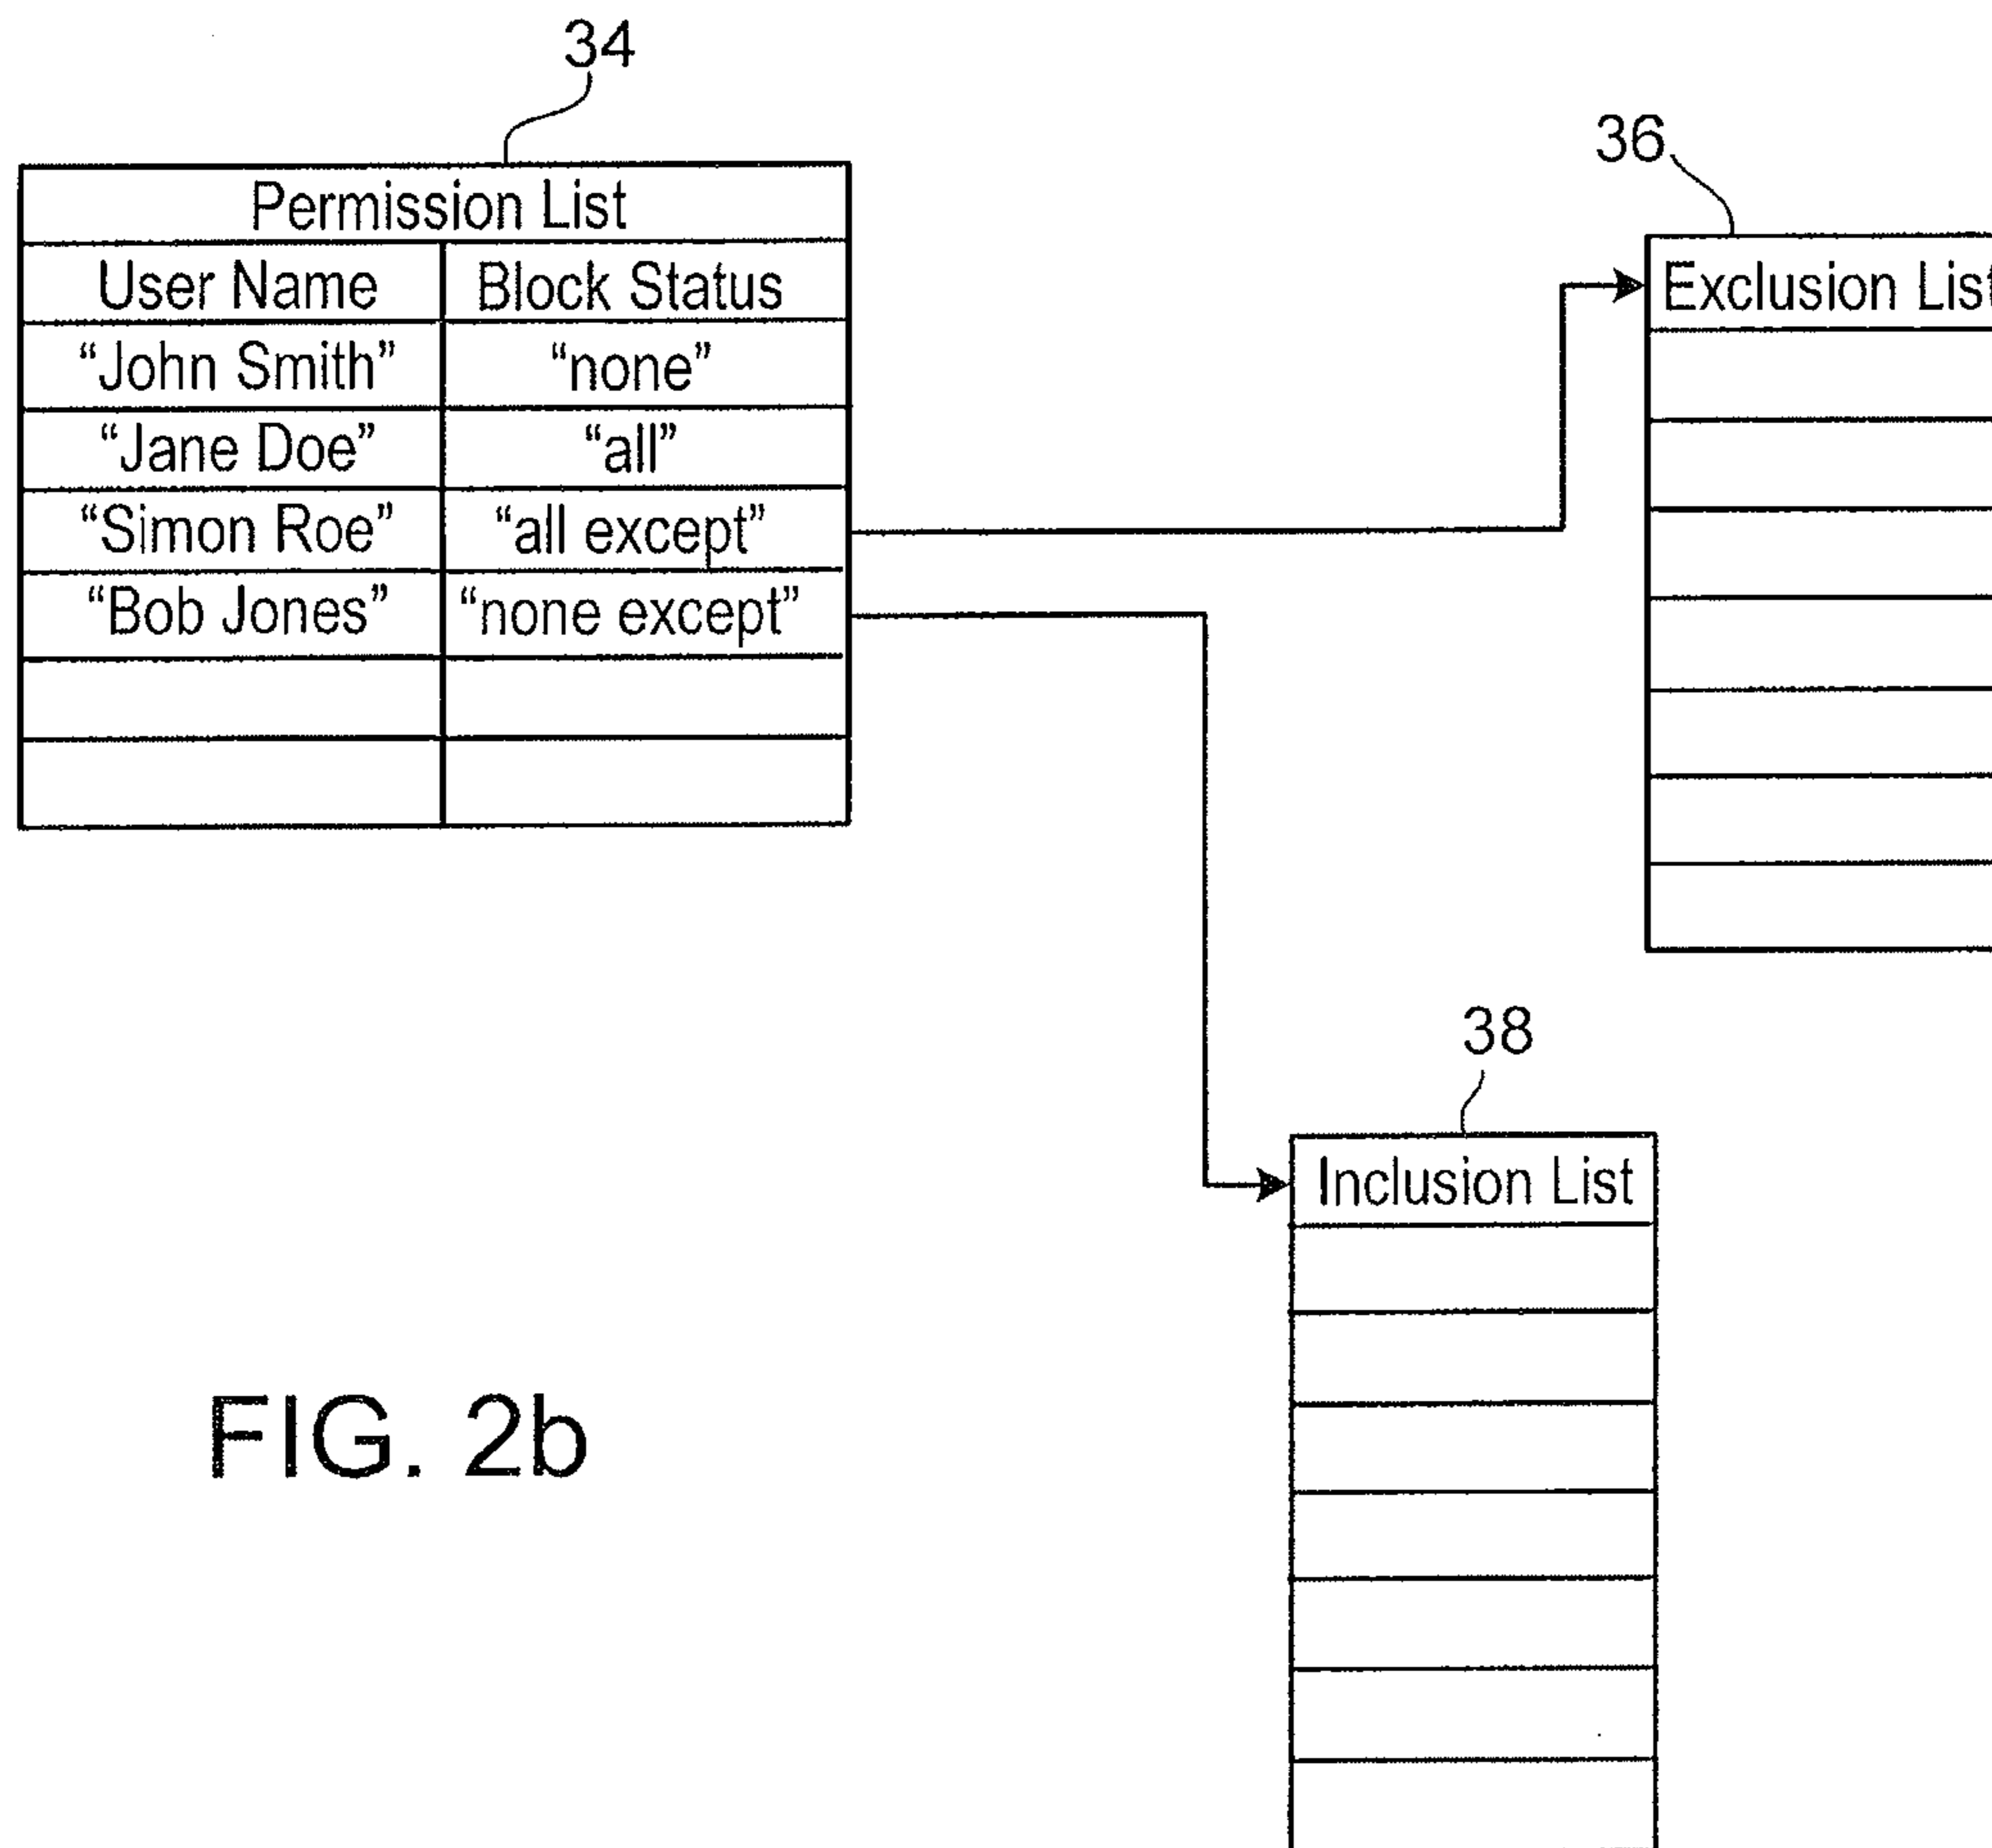 34
Permission List
User Name Block Status
“John Smith” “none”
“Jane Doe” “all”
“Simon Roe” “all except”
“Bob Jones” “none except”
36
Exclusion List
38
Inclusion List
FIG. 2b